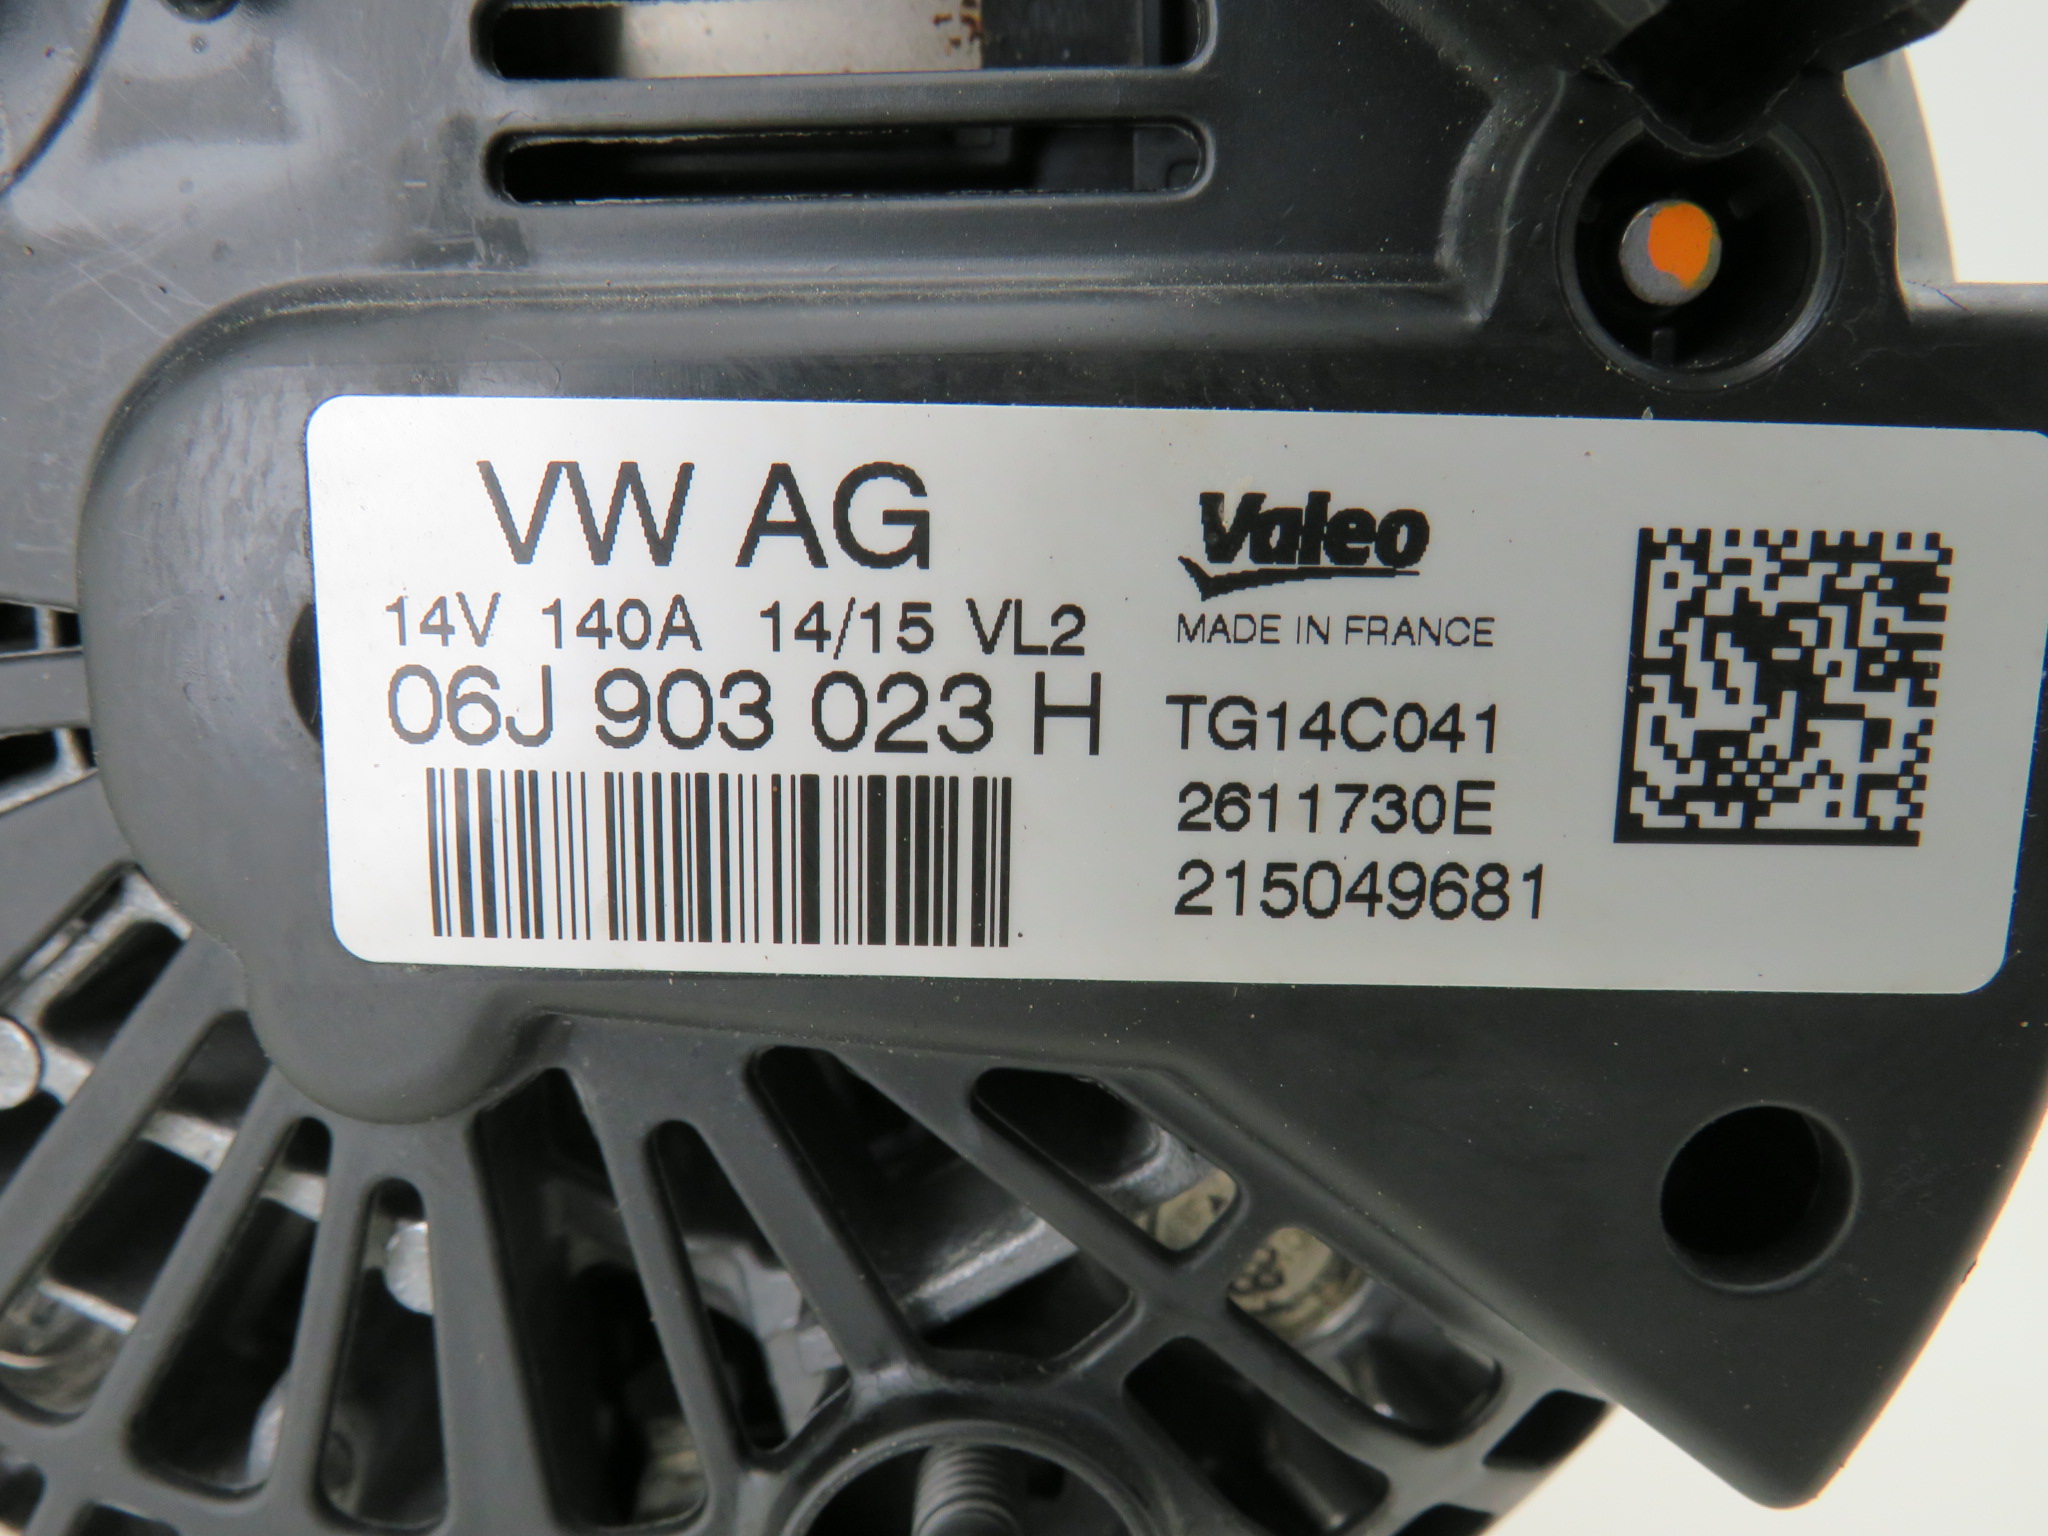 VW AG
14V 140A 14/15 VL2
06J 903 023 H
Valeo
MADE IN FRANCE
TG14C041
2611730E
215049681